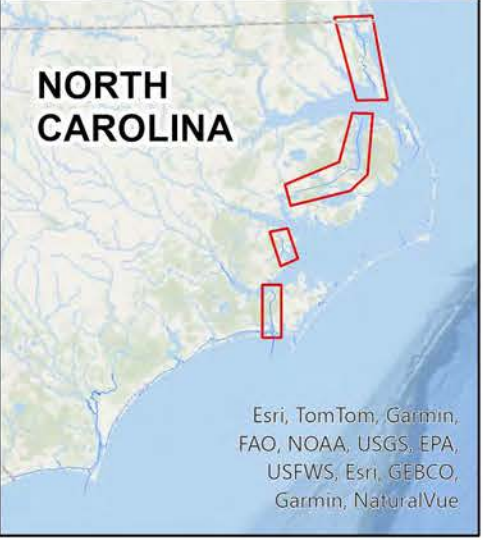 NORTH
CAROLINA
Esri, TomTom, Garmin,
FAO, NOAA, USGS, EPA,
USFWS, Esri, GEBCO,
Garmin, NaturalVue